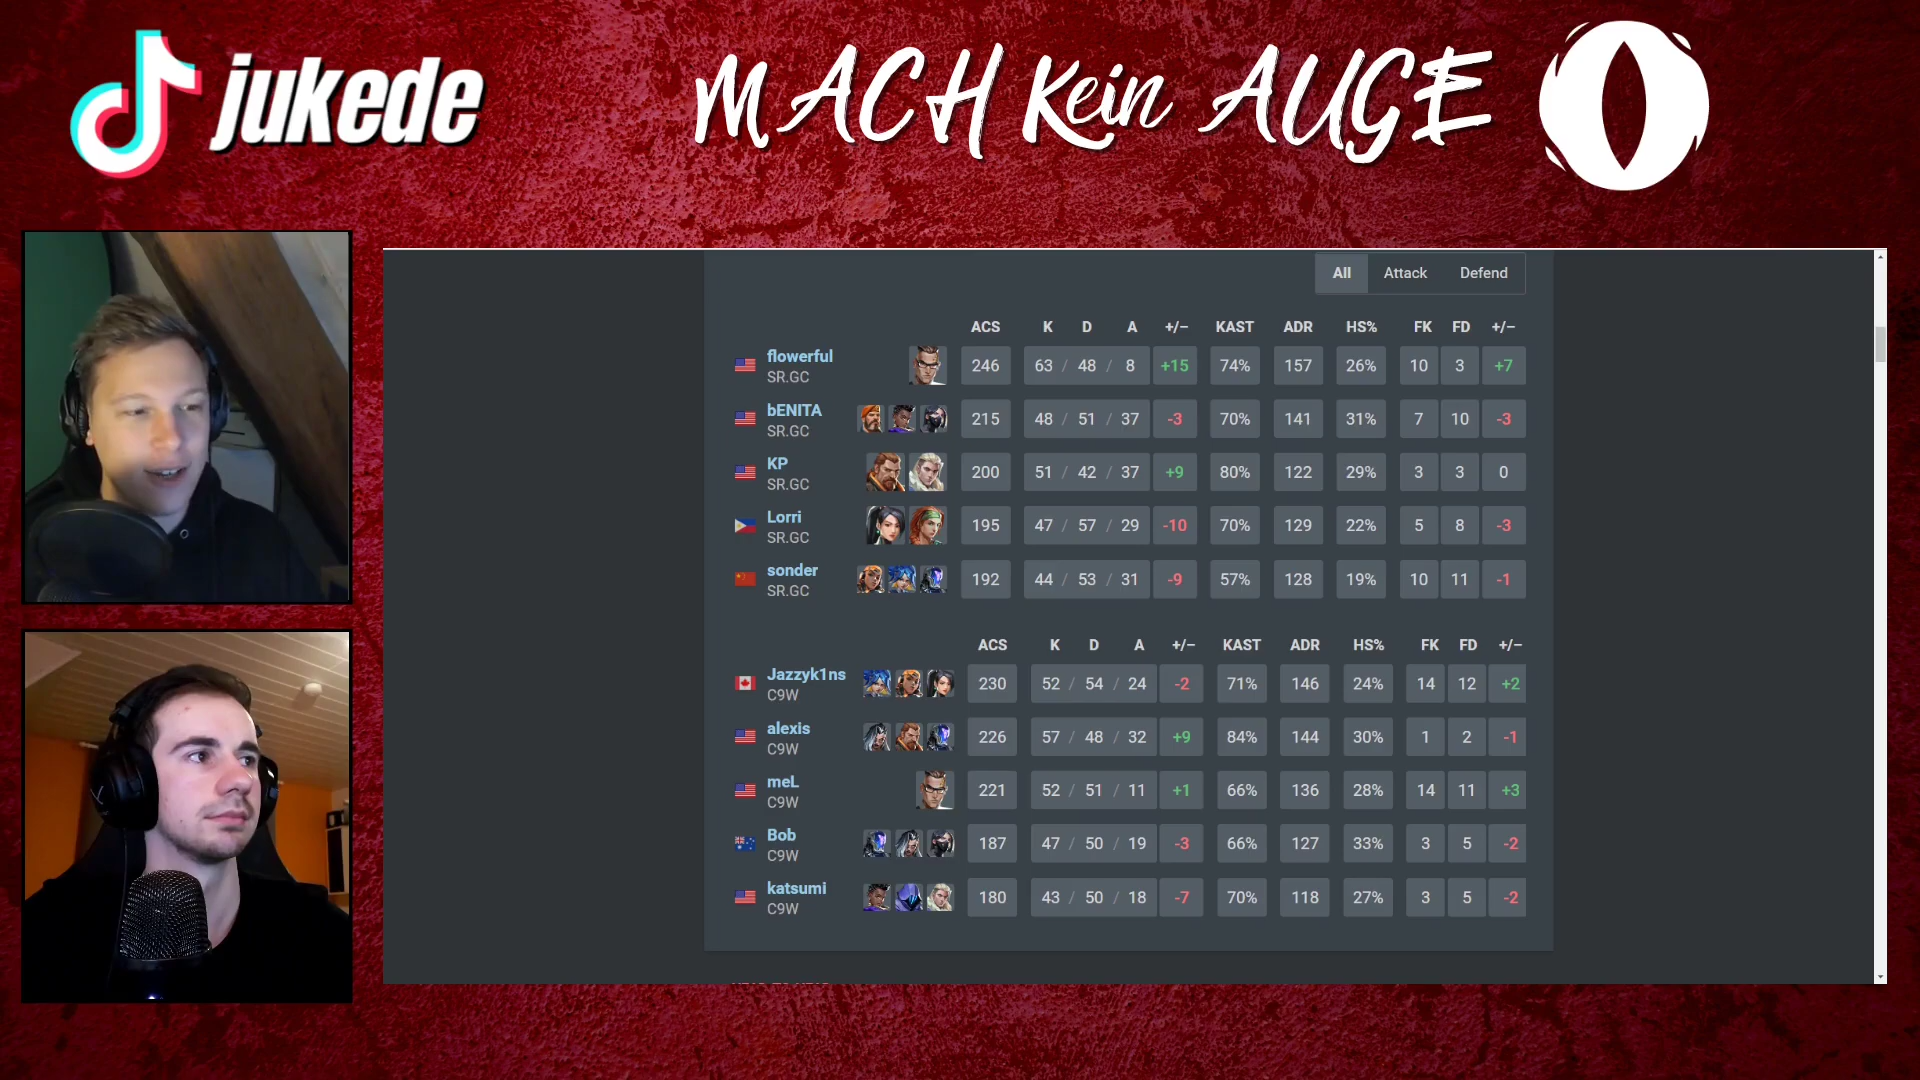 jukede
MACH Kein AUGE
All Attack Defend
ACS K D A +/– KAST ADR HS% FK FD +/–
flowerful 246 63 / 48 / 8 +15 74% 157 26% 10 3 +7
SR.GC
bENITA 215 48 / 51 / 37 -3 70% 141 31% 7 10 -3
SR.GC
KP 200 51 / 42 / 37 +9 80% 122 29% 3 3 0
SR.GC
Lorri 195 47 / 57 / 29 -10 70% 129 22% 5 8 -3
SR.GC
sonder 192 44 / 53 / 31 -9 57% 128 19% 10 11 -1
SR.GC
ACS K D A +/– KAST ADR HS% FK FD +/–
Jazzyk1ns 230 52 / 54 / 24 -2 71% 146 24% 14 12 +2
C9W
alexis 226 57 / 48 / 32 +9 84% 144 30% 1 2 -1
C9W
meL 221 52 / 51 / 11 +1 66% 136 28% 14 11 +3
C9W
Bob 187 47 / 50 / 19 -3 66% 127 33% 3 5 -2
C9W
katsumi 180 43 / 50 / 18 -7 70% 118 27% 3 5 -2
C9W